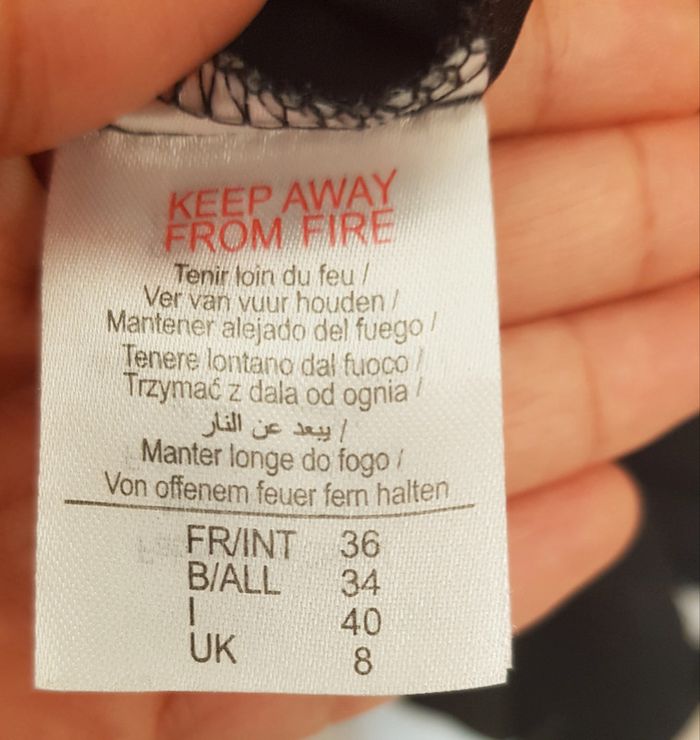 KEEP AWAY
FROM FIRE
Tenir loin du feu /
Ver van vuur houden /
Mantener alejado del fuego /
Tenere lontano dal fuoco /
Trzymać z dala od ognia /
يبعد عن النار /
Manter longe do fogo /
Von offenem feuer fern halten
FR/INT 36
B/ALL 34
I 40
UK 8